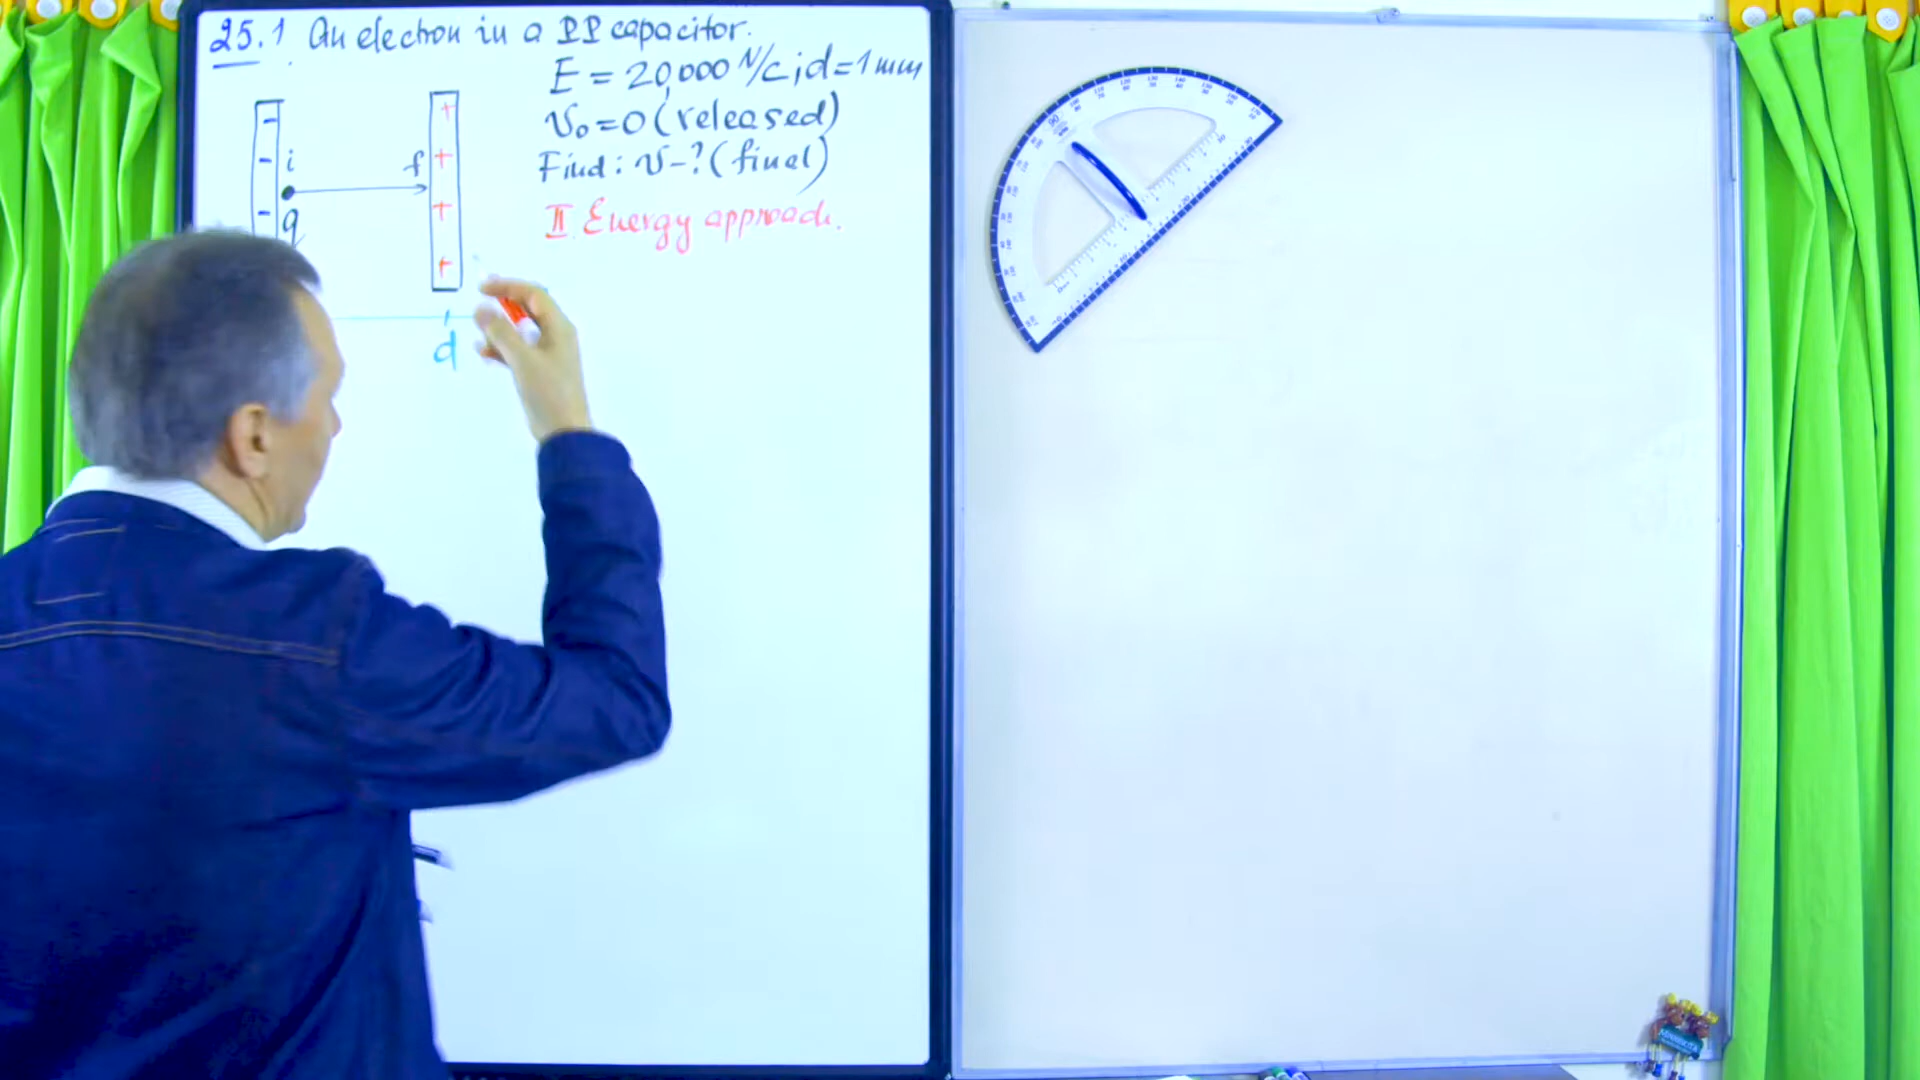 25.1 An electron in a PP capacitor.
E = 20,000 N/C; d = 1 mm
v₀ = 0 (released)
Find: v - ? (final)
II. Energy approach.
- +
- i f +
- q +
+
d